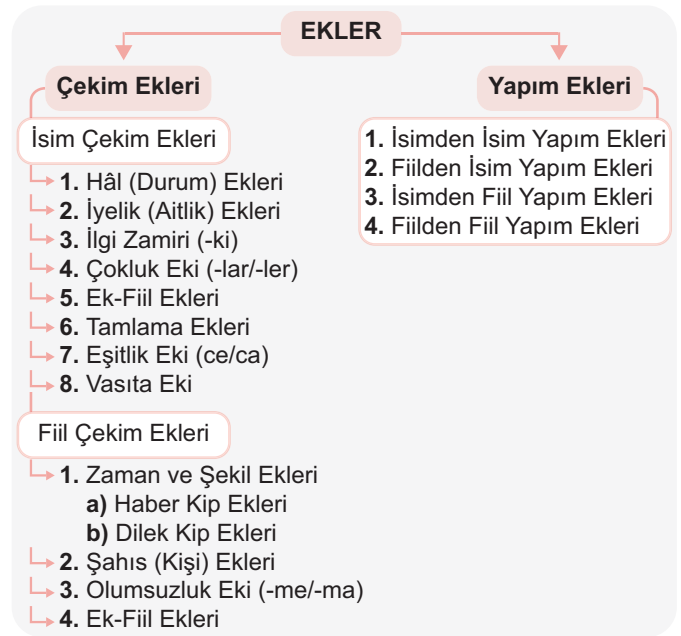 EKLER
Çekim Ekleri
İsim Çekim Ekleri
1. Hâl (Durum) Ekleri
2. İyelik (Aitlik) Ekleri
3. İlgi Zamiri (-ki)
4. Çokluk Eki (-lar/-ler)
5. Ek-Fiil Ekleri
6. Tamlama Ekleri
7. Eşitlik Eki (ce/ca)
8. Vasıta Eki
Fiil Çekim Ekleri
1. Zaman ve Şekil Ekleri
a) Haber Kip Ekleri
b) Dilek Kip Ekleri
2. Şahıs (Kişi) Ekleri
3. Olumsuzluk Eki (-me/-ma)
4. Ek-Fiil Ekleri
Yapım Ekleri
1. İsimden İsim Yapım Ekleri
2. Fiilden İsim Yapım Ekleri
3. İsimden Fiil Yapım Ekleri
4. Fiilden Fiil Yapım Ekleri